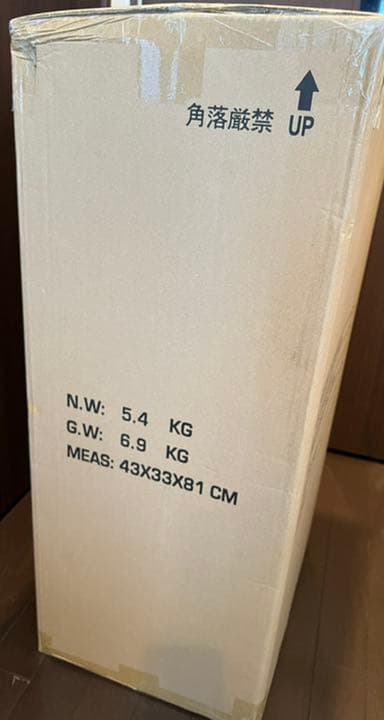 角落厳禁 UP
N.W: 5.4 KG
G.W: 6.9 KG
MEAS: 43X33X81 CM